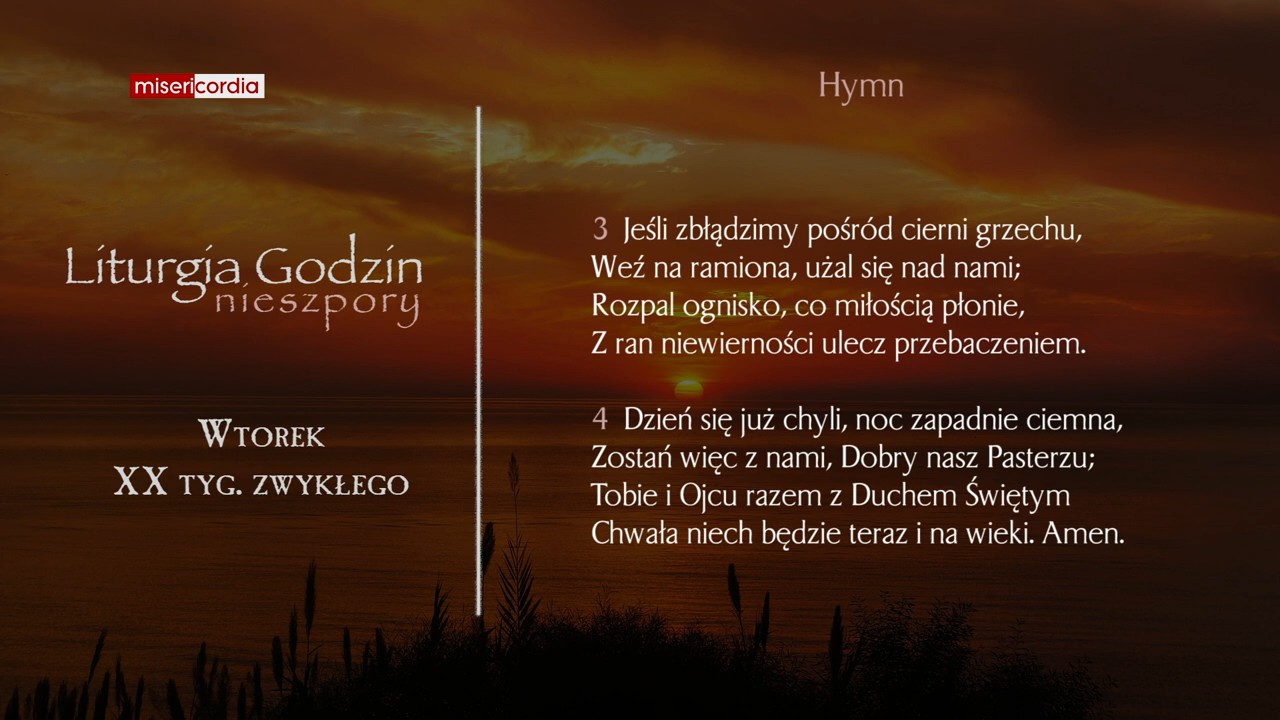 misericordia
Liturgia Godzin
nieszpory
Wtorek
XX tyg. zwykłego
Hymn
3 Jeśli zbłądzimy pośród cierni grzechu,
Weź na ramiona, użal się nad nami;
Rozpal ognisko, co miłością płonie,
Z ran niewierności ulecz przebaczeniem.
4 Dzień się już chyli, noc zapadnie ciemna,
Zostań więc z nami, Dobry nasz Pasterzu;
Tobie i Ojcu razem z Duchem Świętym
Chwała niech będzie teraz i na wieki. Amen.